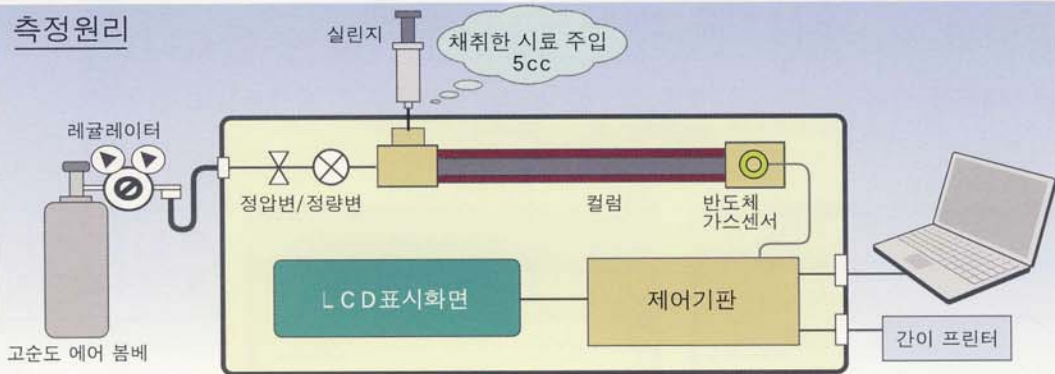 측정원리
실린지
채취한 시료 주입
5cc
레귤레이터
정압변/정량변
컬럼
반도체
가스센서
LCD표시화면
제어기판
간이 프린터
고순도 에어 봄베